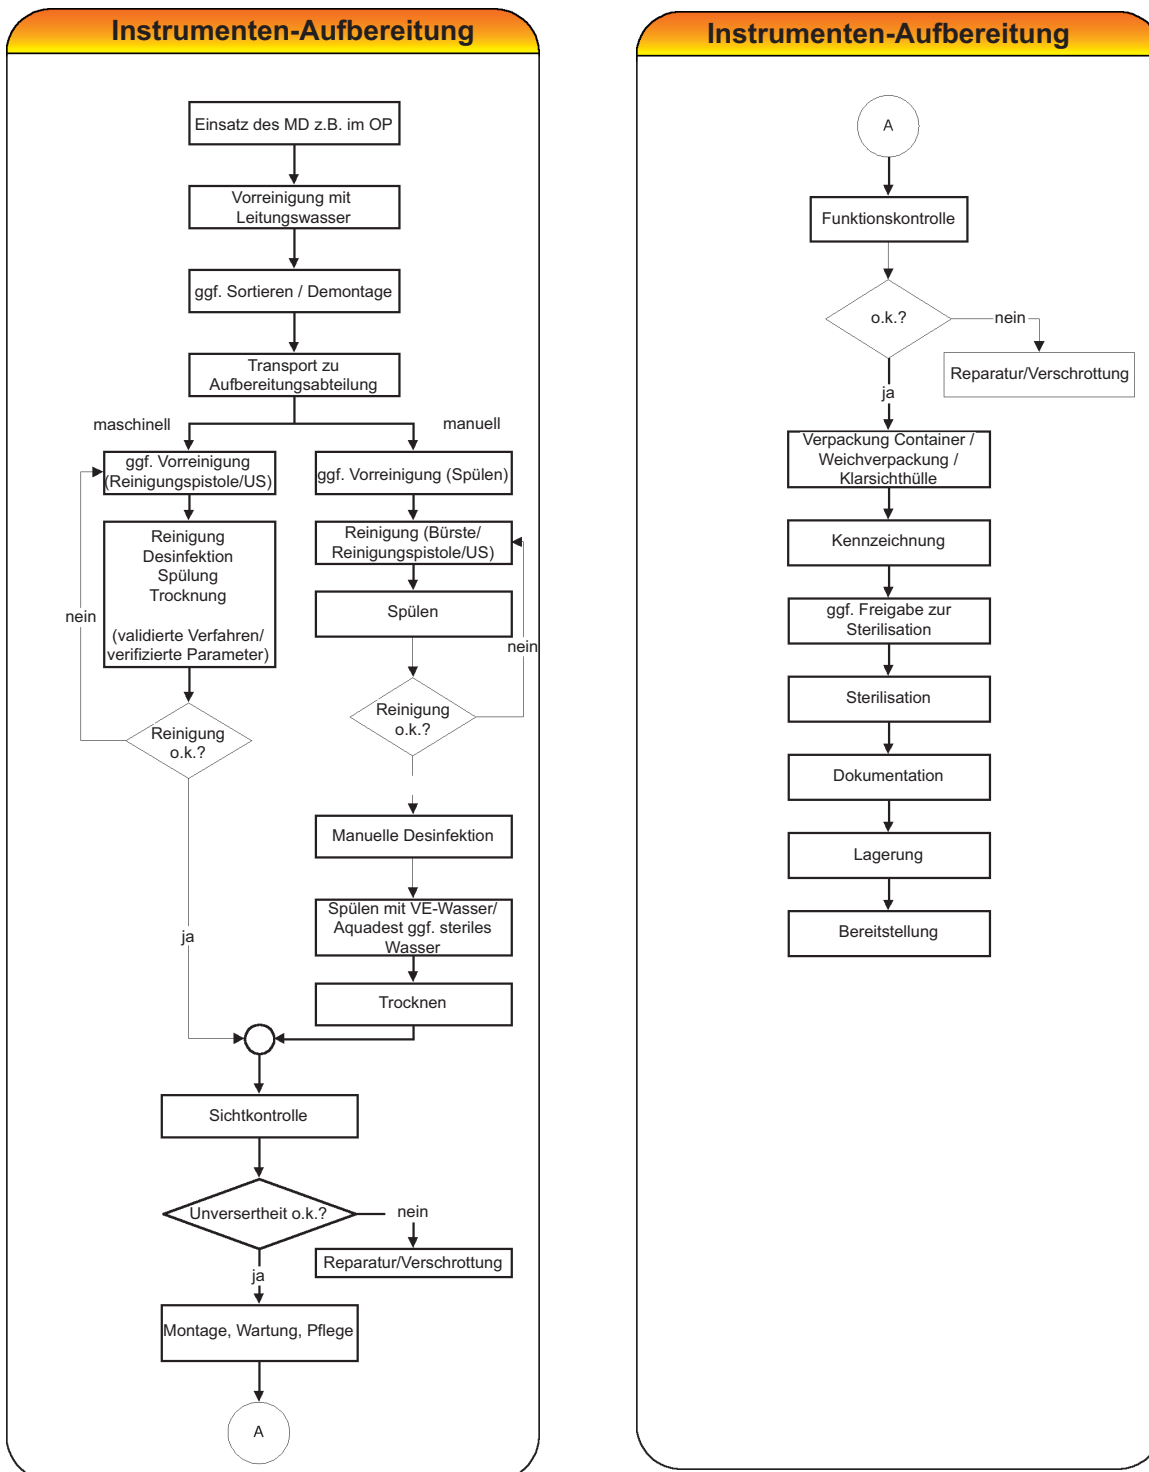 Instrumenten-Aufbereitung
Einsatz des MD z.B. im OP
Vorreinigung mit
Leitungswasser
ggf. Sortieren / Demontage
Transport zu
Aufbereitungsabteilung
maschinell
manuell
ggf. Vorreinigung
(Reinigungspistole/US)
ggf. Vorreinigung (Spülen)
Reinigung
Desinfektion
Spülung
Trocknung
(validierte Verfahren/
verifizierte Parameter)
Reinigung (Bürste/
Reinigungspistole/US)
Spülen
nein
nein
Reinigung
o.k.?
Reinigung
o.k.?
Manuelle Desinfektion
Spülen mit VE-Wasser/
Aquadest ggf. steriles
Wasser
ja
Trocknen
Sichtkontrolle
Unversertheit o.k.?
nein
Reparatur/Verschrottung
ja
Montage, Wartung, Pflege
A
Instrumenten-Aufbereitung
A
Funktionskontrolle
o.k.?
nein
Reparatur/Verschrottung
ja
Verpackung Container /
Weichverpackung /
Klarsichthülle
Kennzeichnung
ggf. Freigabe zur
Sterilisation
Sterilisation
Dokumentation
Lagerung
Bereitstellung